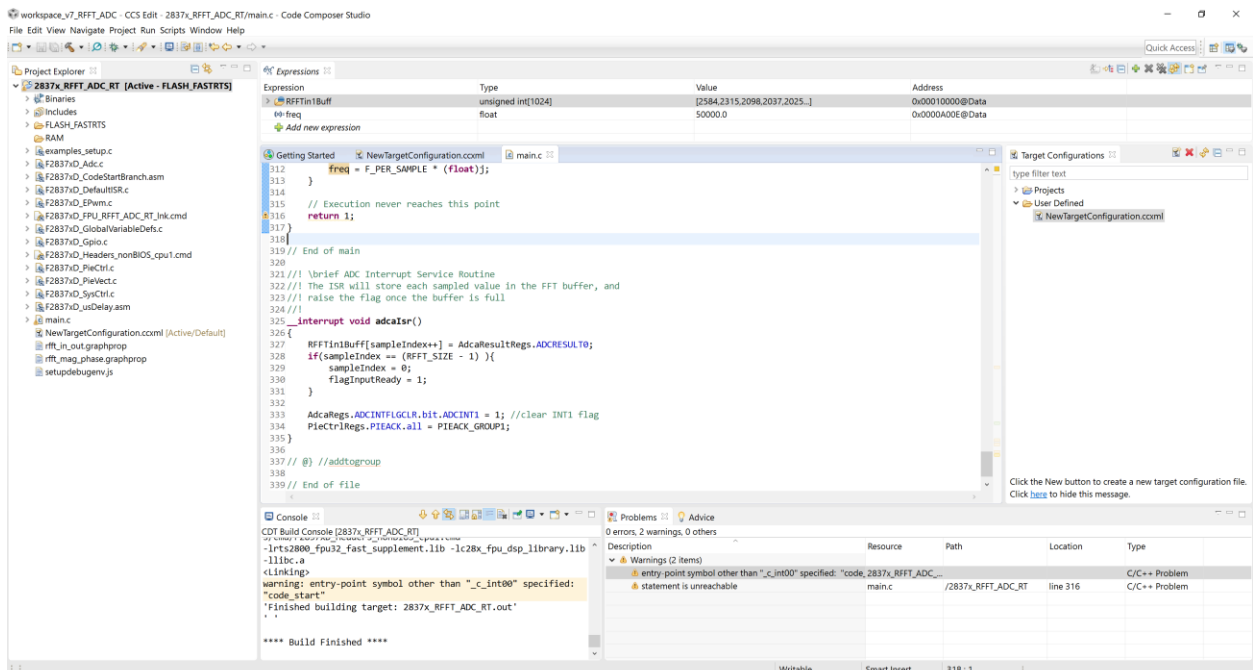 workspace_v7_RFFT_ADC - CCS Edit - 2837x_RFFT_ADC_RT/main.c - Code Composer Studio
File Edit View Navigate Project Run Scripts Window Help
Quick Access
Project Explorer
2837x_RFFT_ADC_RT [Active - FLASH_FASTRTS]
Binaries
Includes
FLASH_FASTRTS
RAM
examples_setup.c
F2837xD_Adc.c
F2837xD_CodeStartBranch.asm
F2837xD_DefaultISR.c
F2837xD_EPwm.c
F2837xD_FPU_RFFT_ADC_RT_lnk.cmd
F2837xD_GlobalVariableDefs.c
F2837xD_Gpio.c
F2837xD_Headers_nonBIOS_cpu1.cmd
F2837xD_PieCtrl.c
F2837xD_PieVect.c
F2837xD_SysCtrl.c
F2837xD_usDelay.asm
main.c
NewTargetConfiguration.ccxml [Active/Default]
rfft_in_out.graphprop
rfft_mag_phase.graphprop
setupdebugenv.js
Expressions
Expression Type Value Address
RFFTin1Buff unsigned int[1024] [2584,2315,2098,2037,2025...] 0x00010000@Data
(x)= freq float 50000.0 0x0000A00E@Data
Add new expression
Getting Started NewTargetConfiguration.ccxml main.c
312 freq = F_PER_SAMPLE * (float)j;
313 }
314
315 // Execution never reaches this point
316 return 1;
317 }
318
319 // End of main
320
321 //! \brief ADC Interrupt Service Routine
322 //! The ISR will store each sampled value in the FFT buffer, and
323 //! raise the flag once the buffer is full
324 //!
325 __interrupt void adcaIsr()
326 {
327 RFFTin1Buff[sampleIndex++] = AdcaResultRegs.ADCRESULT0;
328 if(sampleIndex == (RFFT_SIZE - 1) ){
329 sampleIndex = 0;
330 flagInputReady = 1;
331 }
332
333 AdcaRegs.ADCINTFLGCLR.bit.ADCINT1 = 1; //clear INT1 flag
334 PieCtrlRegs.PIEACK.all = PIEACK_GROUP1;
335 }
336
337 // @} //addtogroup
338
339 // End of file
Target Configurations
type filter text
Projects
User Defined
NewTargetConfiguration.ccxml
Click the New button to create a new target configuration file.
Click here to hide this message.
Console
CDT Build Console [2837x_RFFT_ADC_RT]
-lrts2800_fpu32_fast_supplement.lib -lc28x_fpu_dsp_library.lib
-llibc.a
<Linking>
warning: entry-point symbol other than "_c_int00" specified:
"code_start"
'Finished building target: 2837x_RFFT_ADC_RT.out'
' '
**** Build Finished ****
Problems Advice
0 errors, 2 warnings, 0 others
Description Resource Path Location Type
Warnings (2 items)
entry-point symbol other than "_c_int00" specified: "code_ 2837x_RFFT_ADC_... C/C++ Problem
statement is unreachable main.c /2837x_RFFT_ADC_RT line 316 C/C++ Problem
Writable Smart Insert 318 : 1